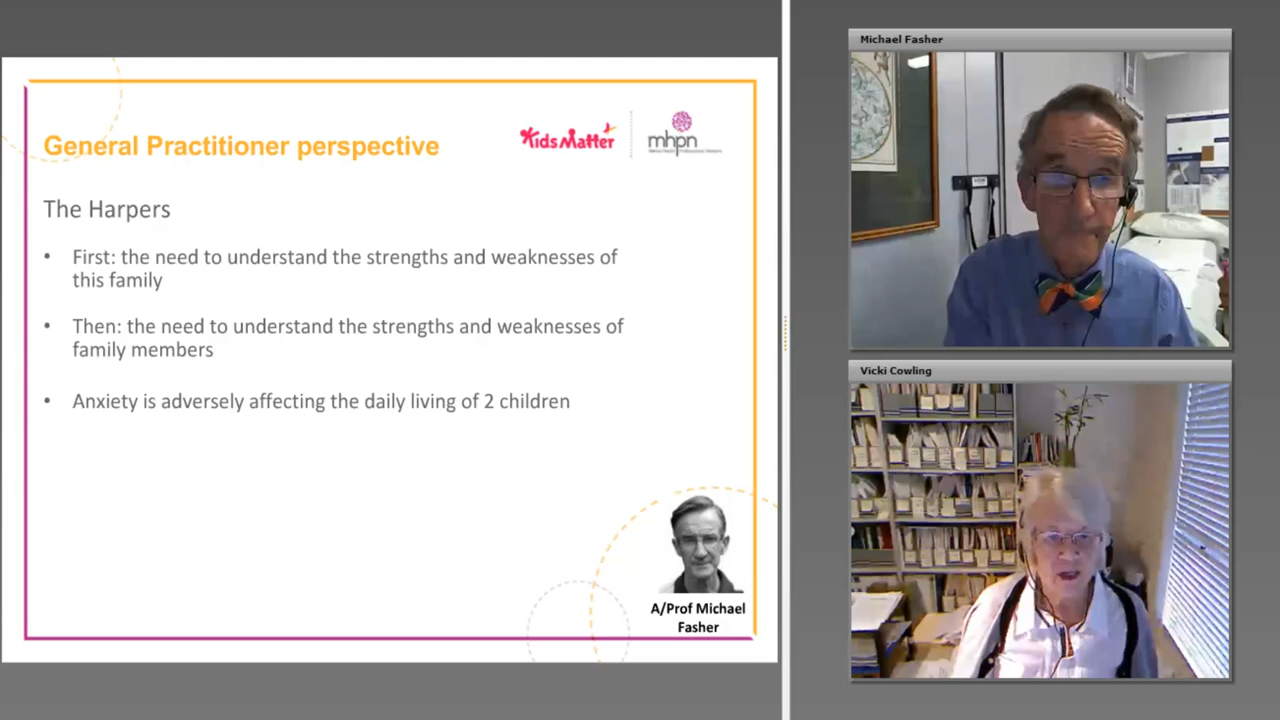 General Practitioner perspective
KidsMatter
mhpn
The Harpers
• First: the need to understand the strengths and weaknesses of
this family
• Then: the need to understand the strengths and weaknesses of
family members
• Anxiety is adversely affecting the daily living of 2 children
A/Prof Michael
Fasher
Michael Fasher
Vicki Cowling